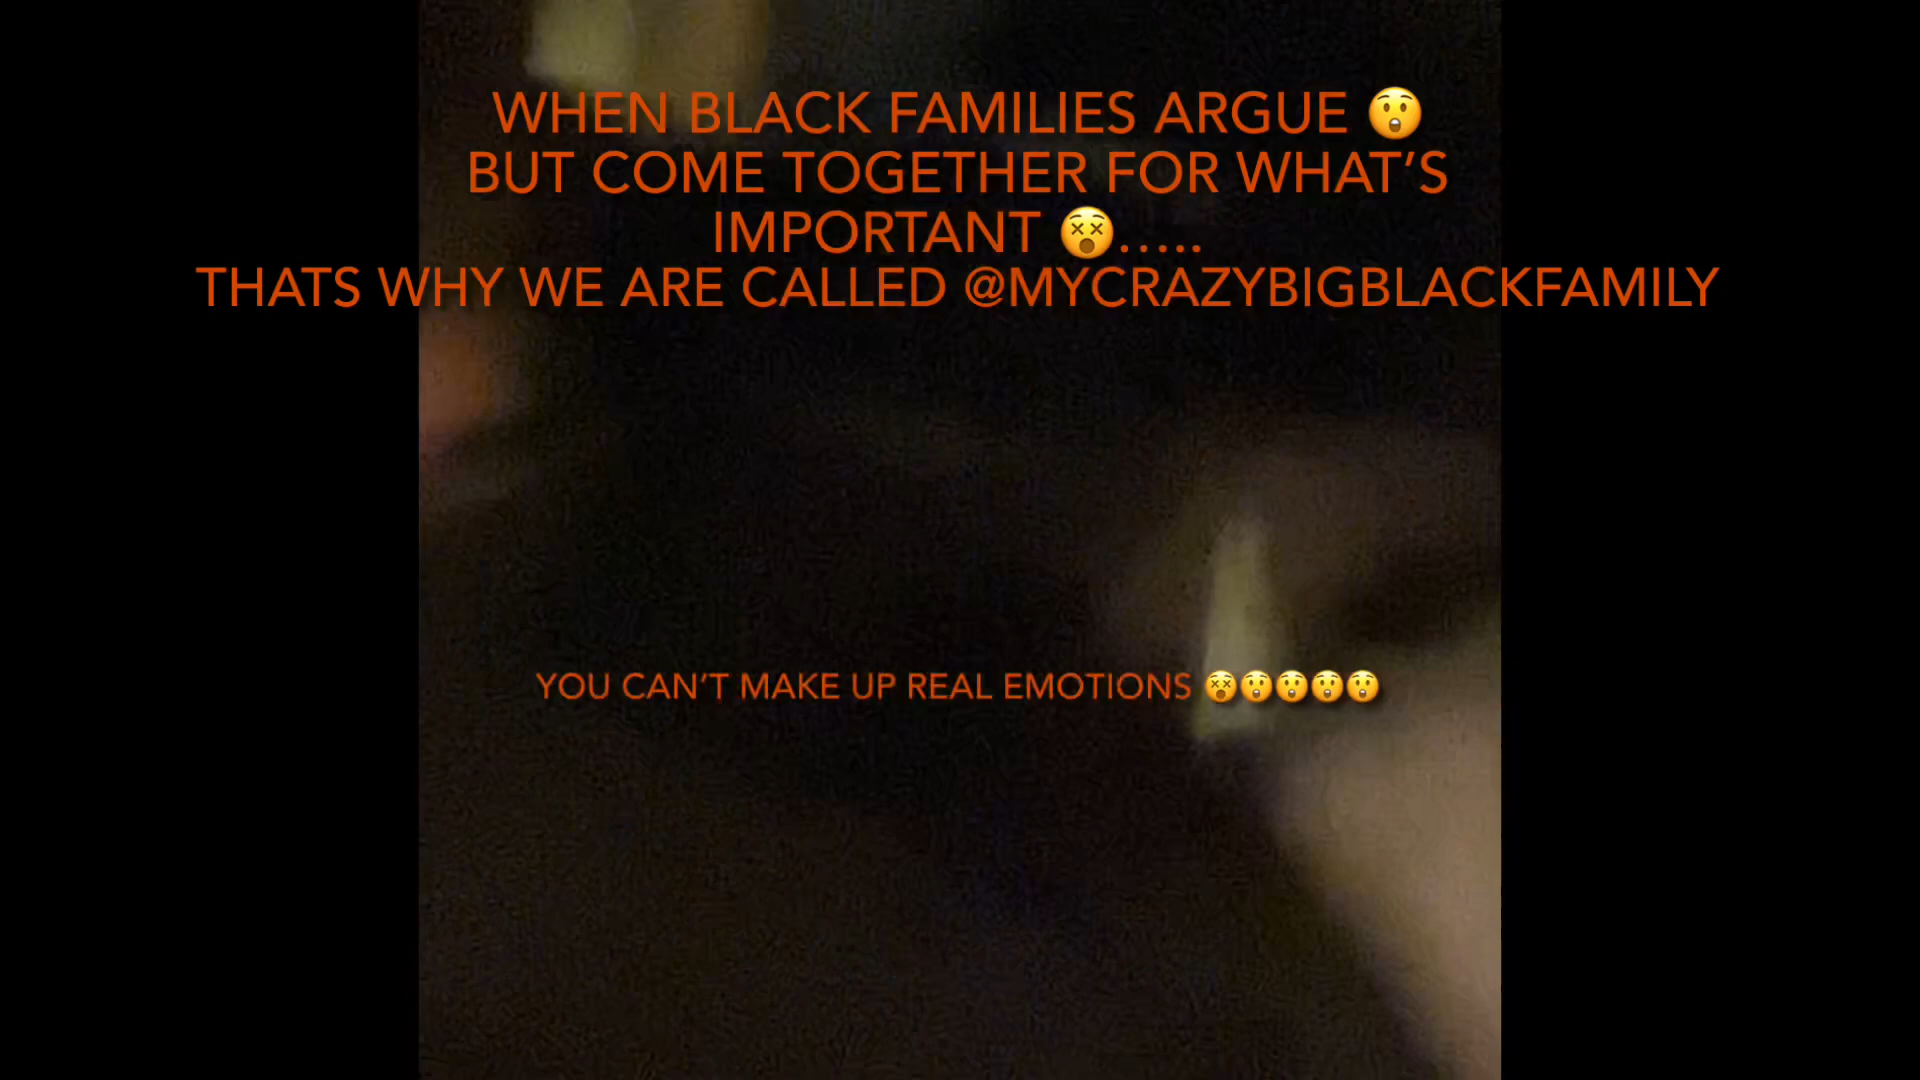 WHEN BLACK FAMILIES ARGUE 😲
BUT COME TOGETHER FOR WHAT’S
IMPORTANT 😵…..
THATS WHY WE ARE CALLED @MYCRAZYBIGBLACKFAMILY
YOU CAN’T MAKE UP REAL EMOTIONS 😵😲😲😲😲